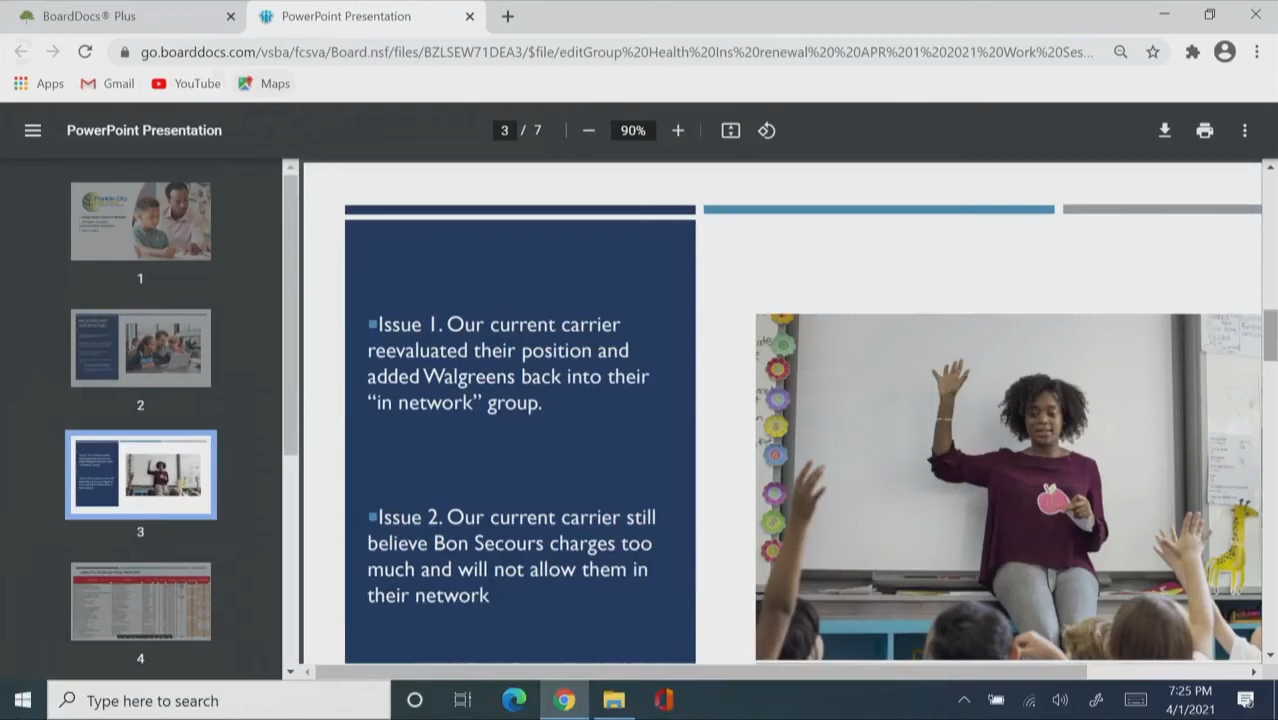 BoardDocs® Plus
PowerPoint Presentation
go.boarddocs.com/vsba/fcsva/Board.nsf/files/BZLSEW71DEA3/$file/editGroup%20Health%20Ins%20renewal%20%20APR%201%202021%20Work%20Ses...
Apps
Gmail
YouTube
Maps
PowerPoint Presentation
3 / 7
90%
Franklin City
1
2
3
4
▪Issue 1. Our current carrier
reevaluated their position and
added Walgreens back into their
“in network” group.
▪Issue 2. Our current carrier still
believe Bon Secours charges too
much and will not allow them in
their network
Type here to search
7:25 PM
4/1/2021